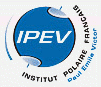 IPEV
INSTITUT POLAIRE FRANÇAIS
Paul Emile Victor